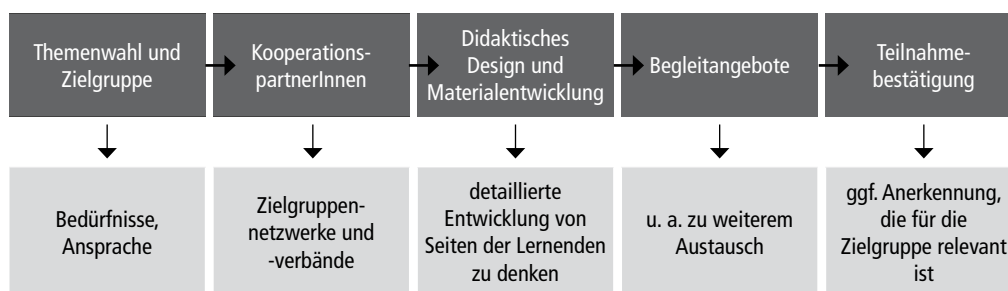 Themenwahl und
Zielgruppe
Kooperations-
partnerInnen
Didaktisches
Design und
Materialentwicklung
Begleitangebote
Teilnahme-
bestätigung
Bedürfnisse,
Ansprache
Zielgruppen-
netzwerke und
-verbände
detaillierte
Entwicklung von
Seiten der Lernenden
zu denken
u. a. zu weiterem
Austausch
ggf. Anerkennung,
die für die
Zielgruppe relevant
ist